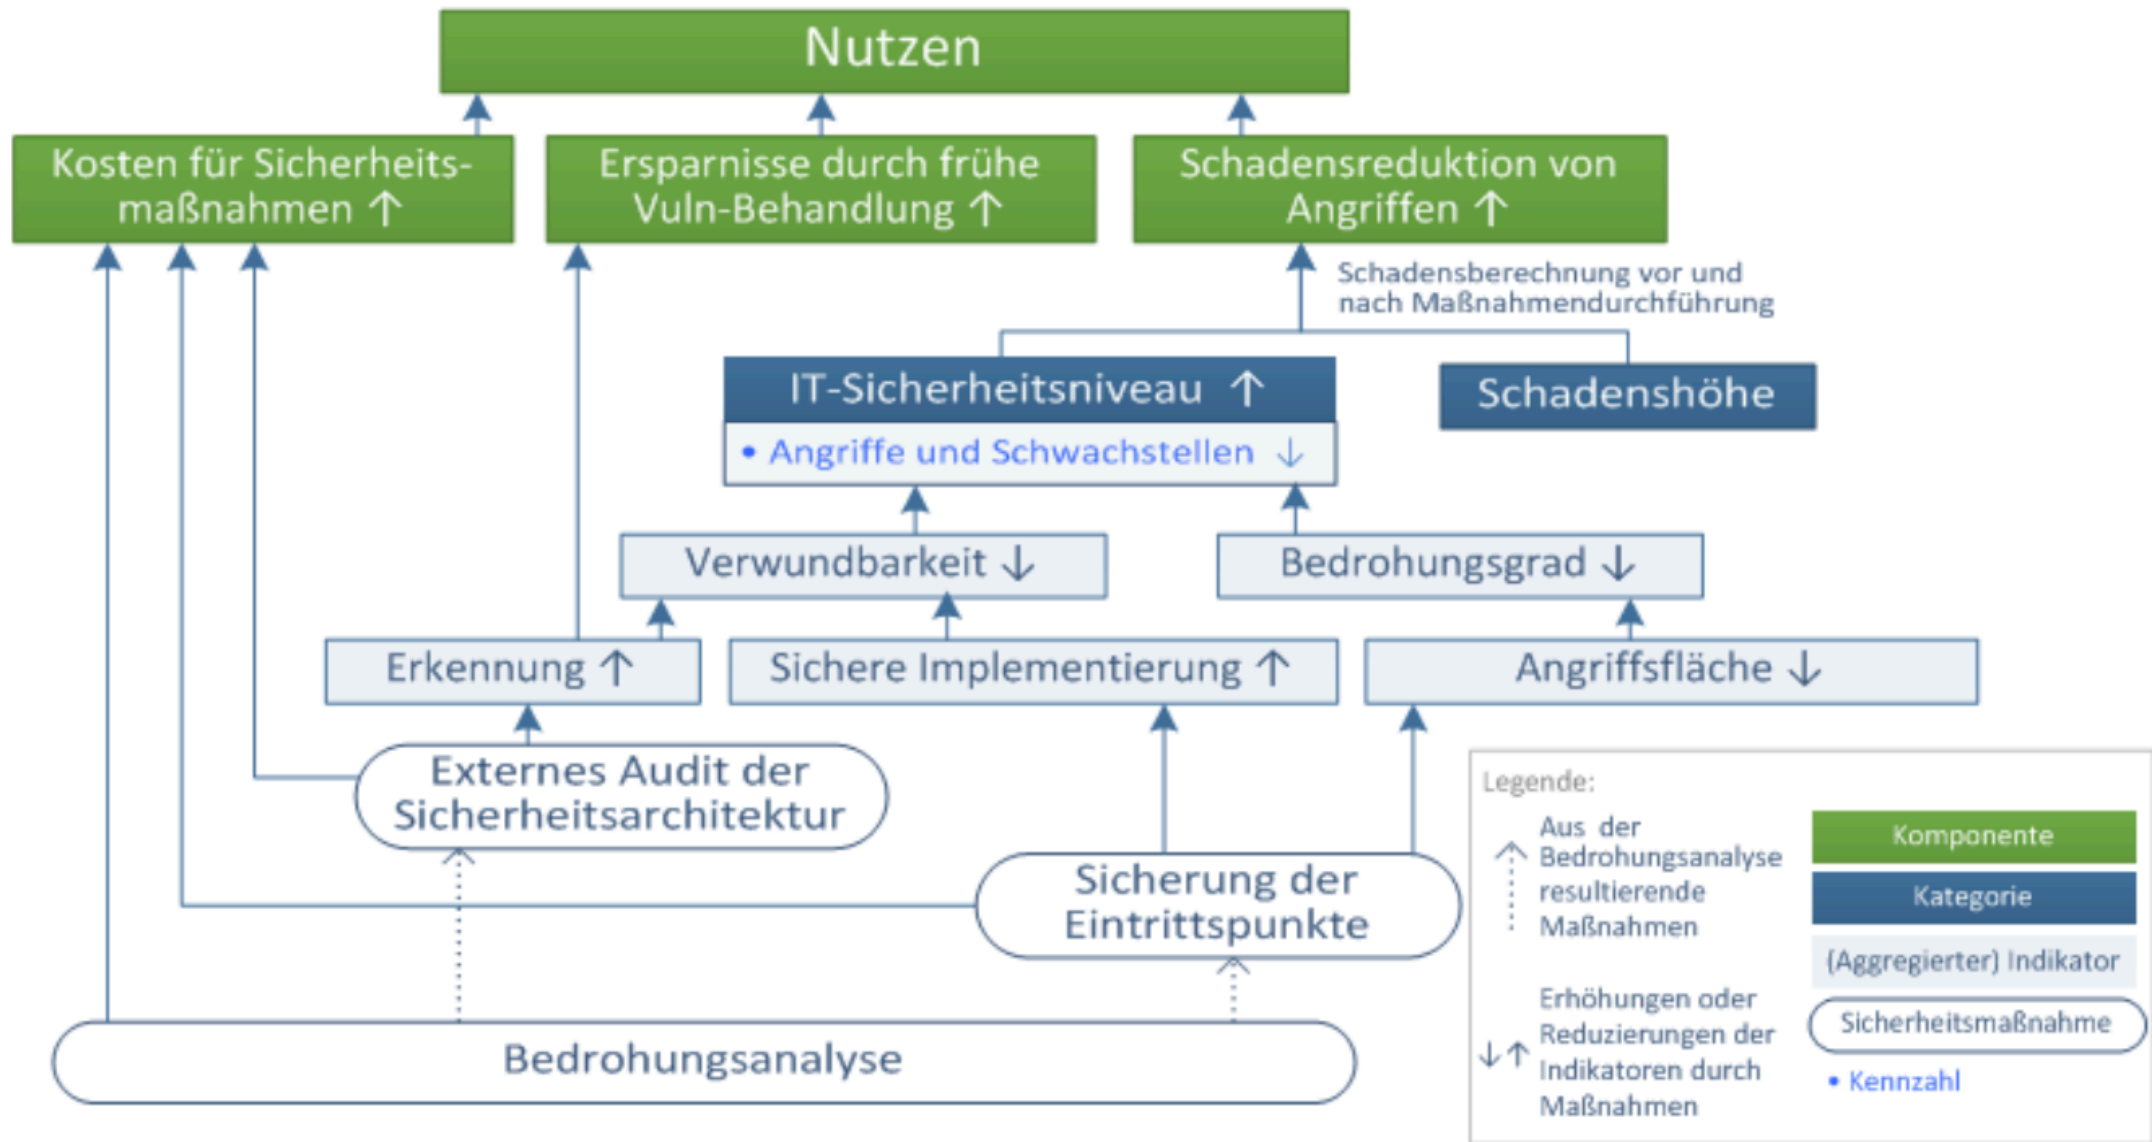 Nutzen
Kosten für Sicherheits-
maßnahmen ↑
Ersparnisse durch frühe
Vuln-Behandlung ↑
Schadensreduktion von
Angriffen ↑
Schadensberechnung vor und
nach Maßnahmendurchführung
IT-Sicherheitsniveau ↑
• Angriffe und Schwachstellen ↓
Schadenshöhe
Verwundbarkeit ↓
Bedrohungsgrad ↓
Erkennung ↑
Sichere Implementierung ↑
Angriffsfläche ↓
Externes Audit der
Sicherheitsarchitektur
Sicherung der
Eintrittspunkte
Bedrohungsanalyse
Legende:
Aus der
Bedrohungsanalyse
resultierende
Maßnahmen
↓↑ Erhöhungen oder
Reduzierungen der
Indikatoren durch
Maßnahmen
Komponente
Kategorie
(Aggregierter) Indikator
Sicherheitsmaßnahme
• Kennzahl